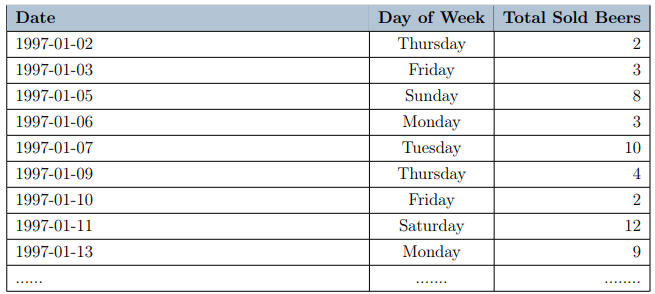 Date Day of Week Total Sold Beers
1997-01-02 Thursday 2
1997-01-03 Friday 3
1997-01-05 Sunday 8
1997-01-06 Monday 3
1997-01-07 Tuesday 10
1997-01-09 Thursday 4
1997-01-10 Friday 2
1997-01-11 Saturday 12
1997-01-13 Monday 9
...... ....... ........